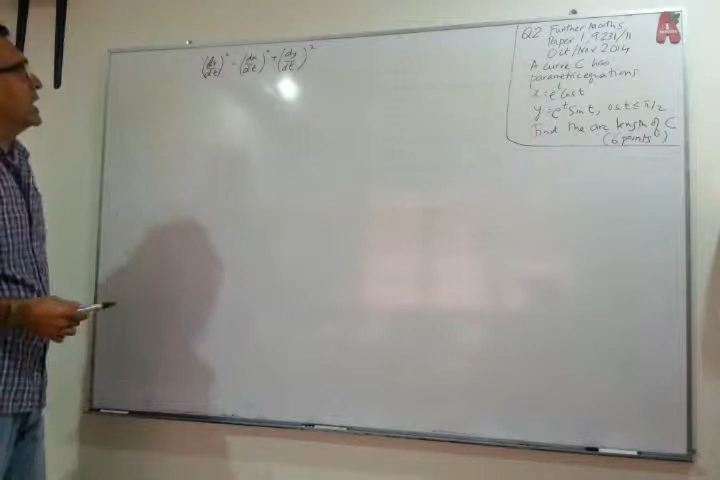 (ds/dt)² = (dx/dt)² + (dy/dt)²
Q2 Further Maths
Paper 1, 9231/11
Oct/Nov 2014
A curve C has
parametric equations
x = e^t cos t
y = e^t Sin t, 0≤t≤π/2
Find the arc length of C
(6 points)